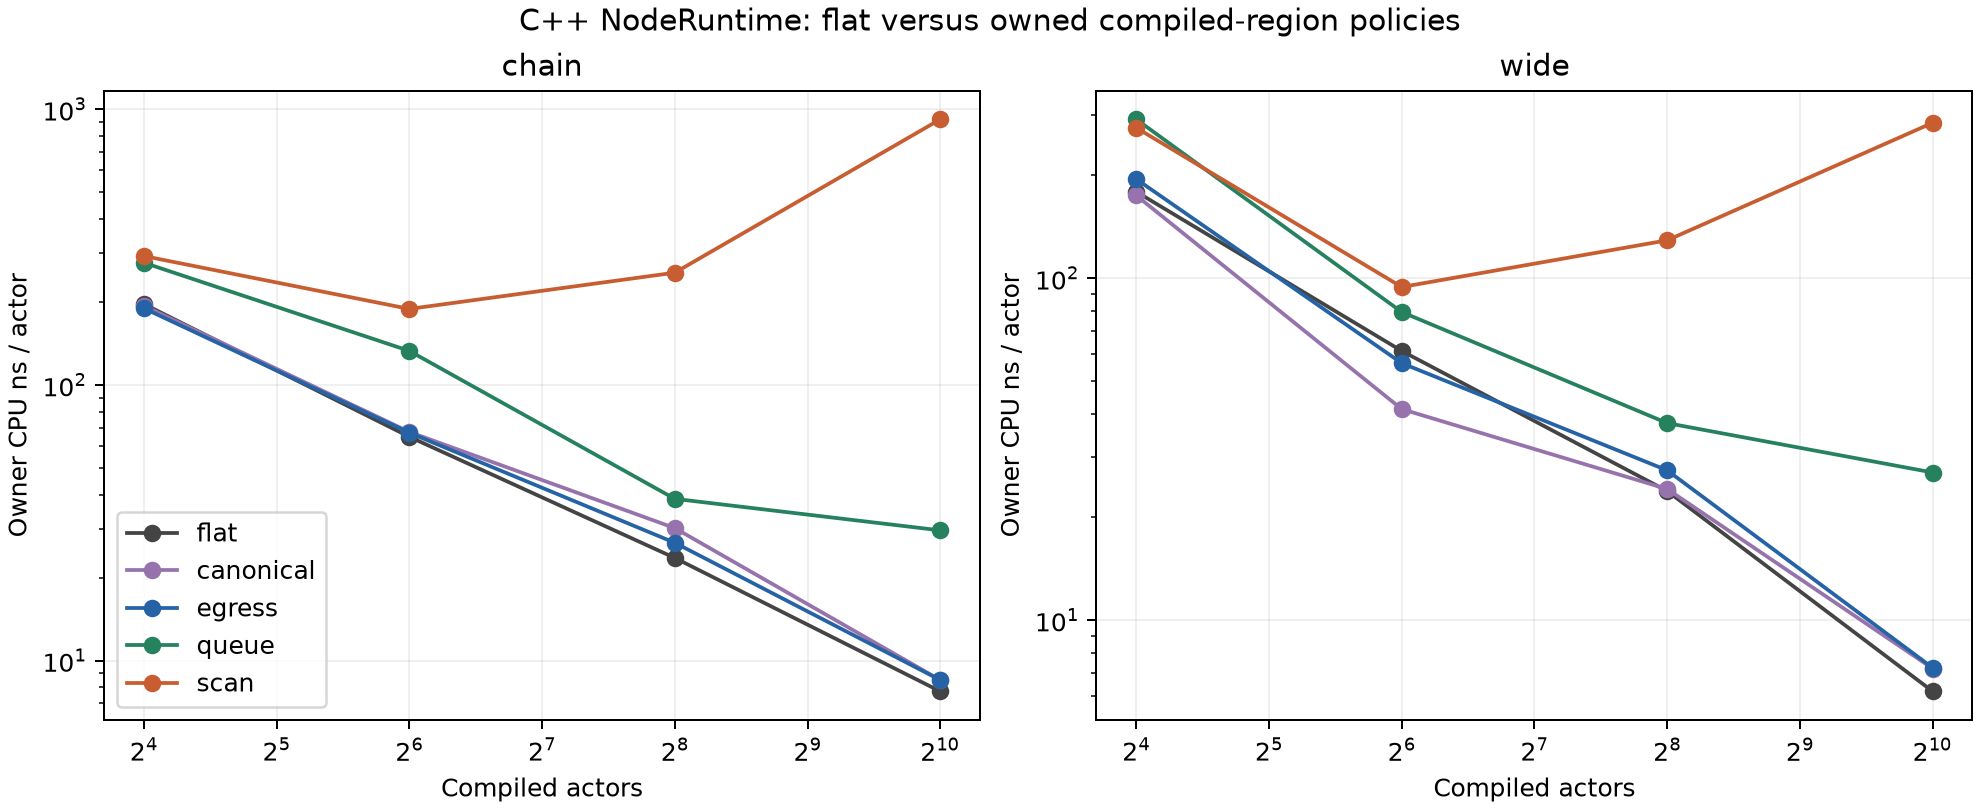 C++ NodeRuntime: flat versus owned compiled-region policies
chain
Owner CPU ns / actor
10³
10²
10¹
flat
canonical
egress
queue
scan
2⁴ 2⁵ 2⁶ 2⁷ 2⁸ 2⁹ 2¹⁰
Compiled actors
wide
Owner CPU ns / actor
10²
10¹
2⁴ 2⁵ 2⁶ 2⁷ 2⁸ 2⁹ 2¹⁰
Compiled actors